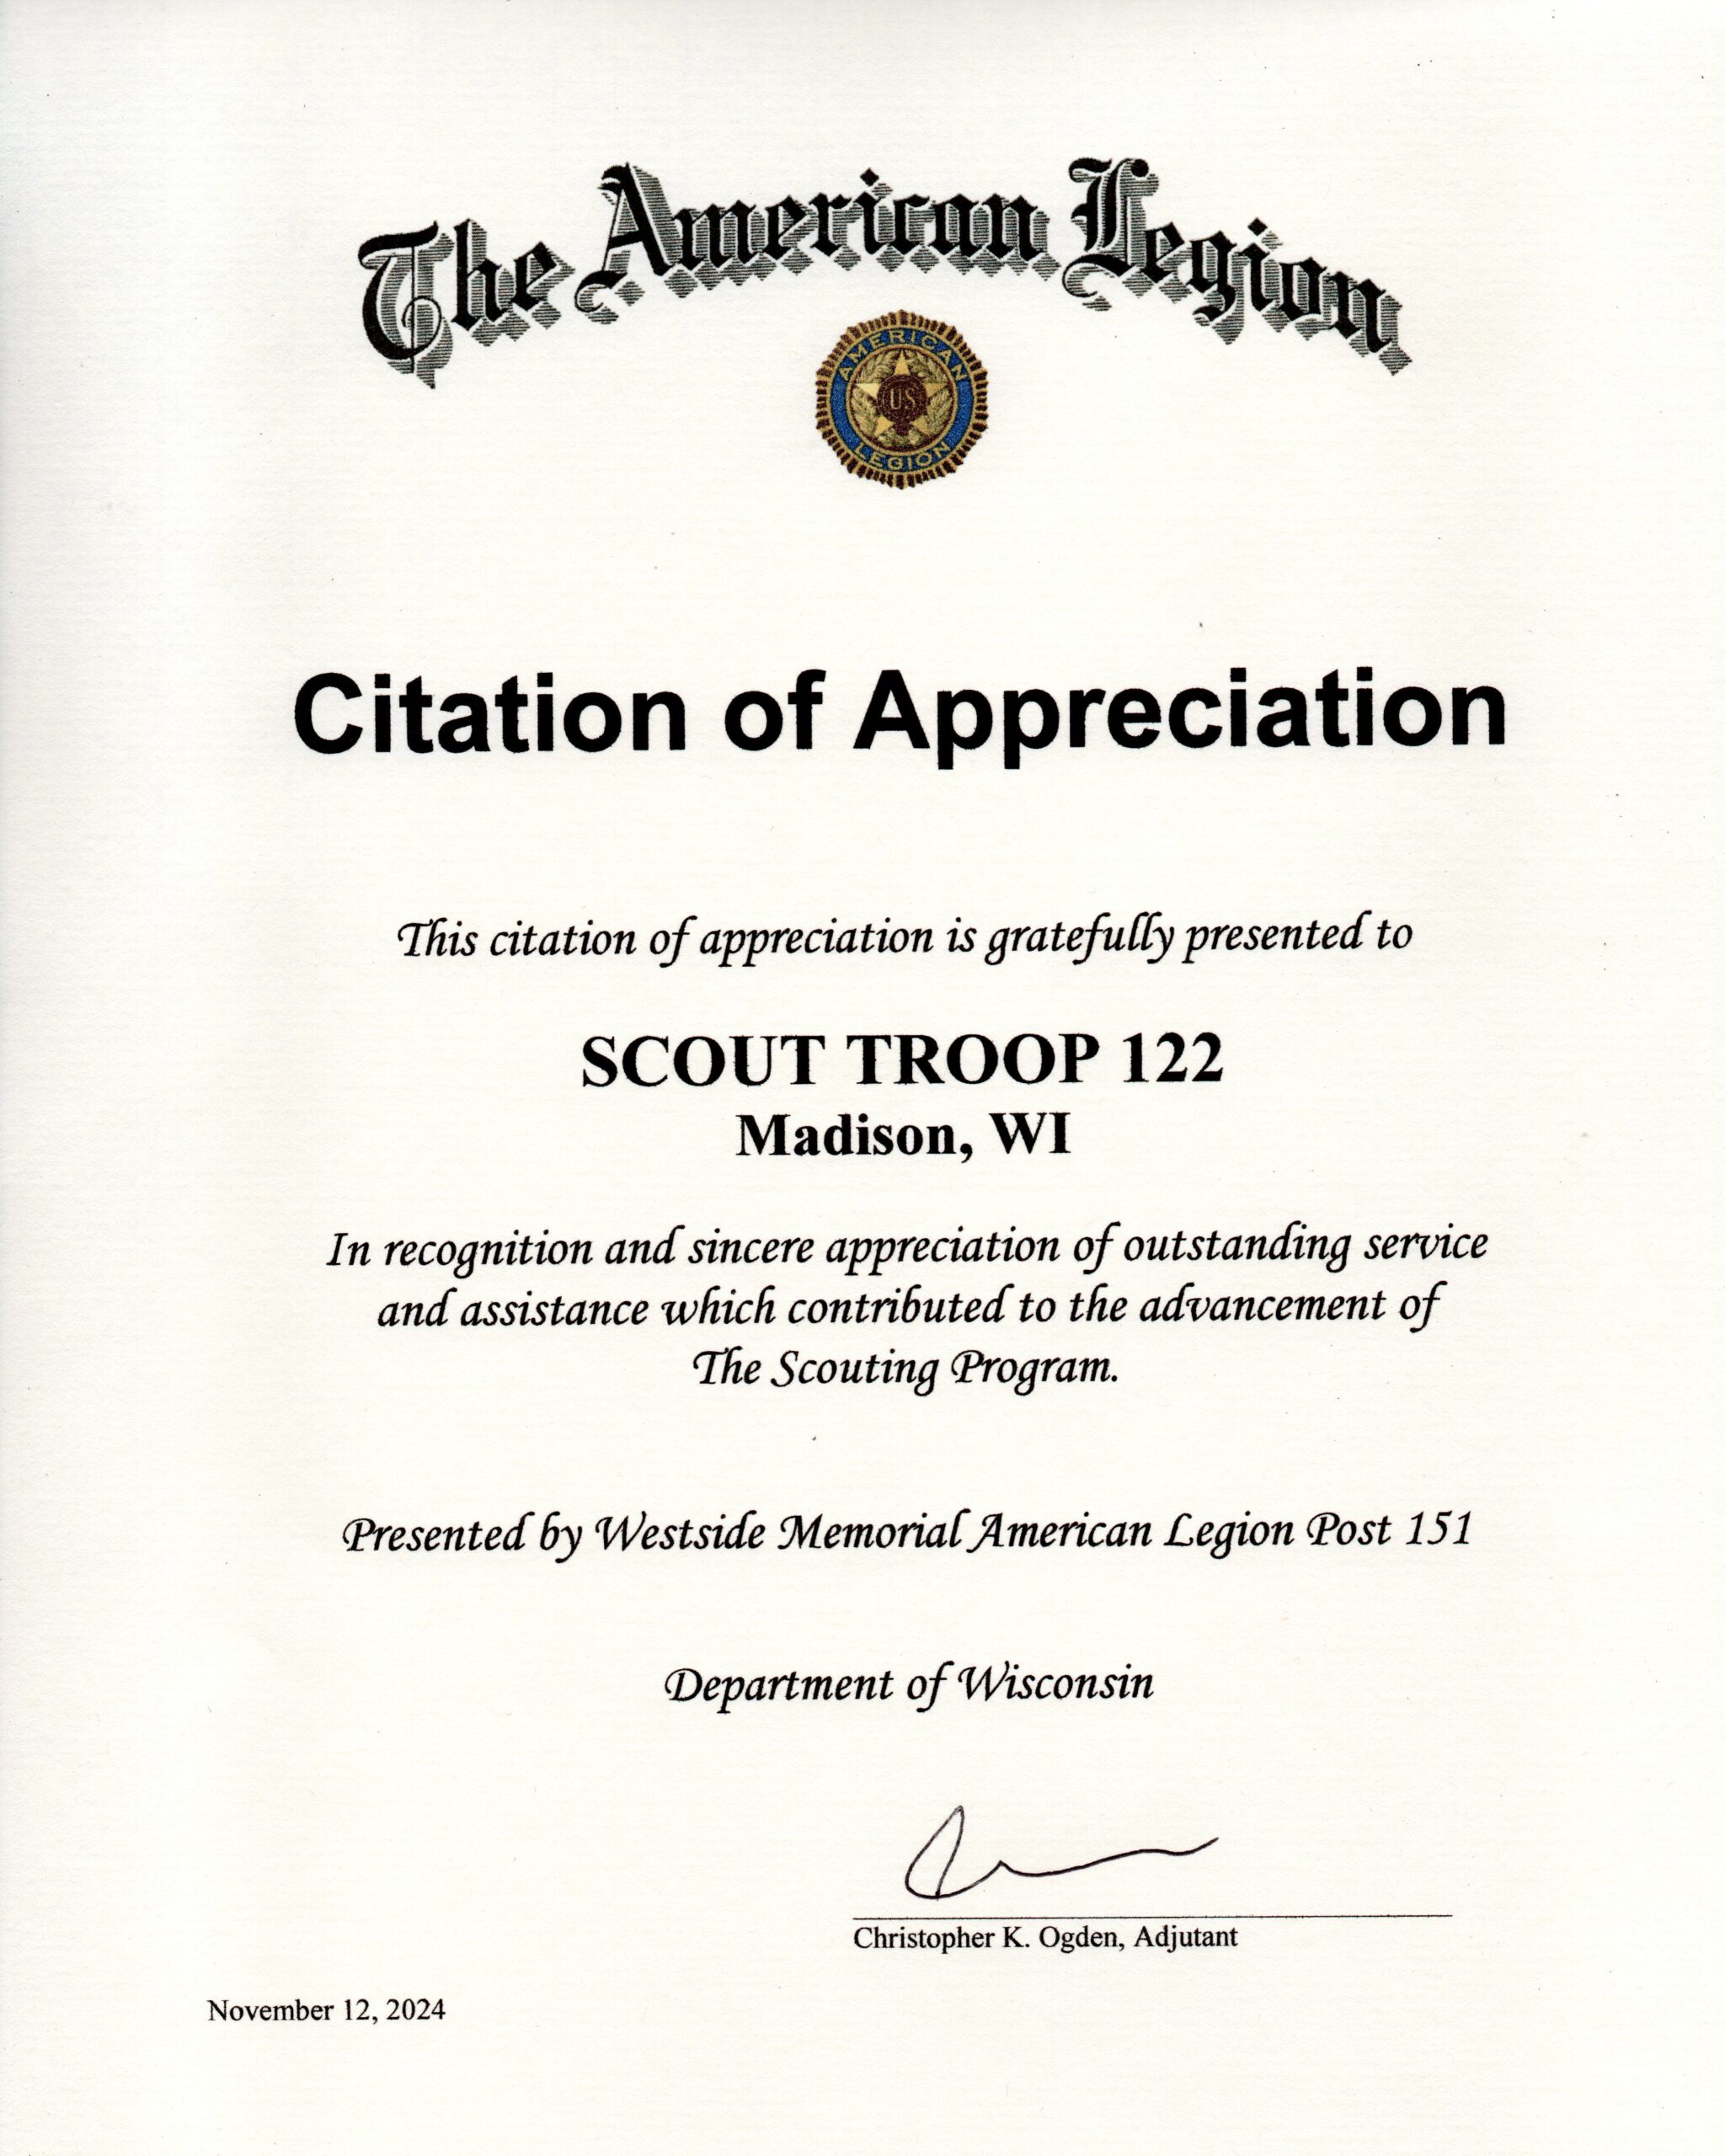 The American Legion
AMERICAN
US
LEGION
Citation of Appreciation
This citation of appreciation is gratefully presented to
SCOUT TROOP 122
Madison, WI
In recognition and sincere appreciation of outstanding service
and assistance which contributed to the advancement of
The Scouting Program.
Presented by Westside Memorial American Legion Post 151
Department of Wisconsin
Christopher K. Ogden, Adjutant
November 12, 2024